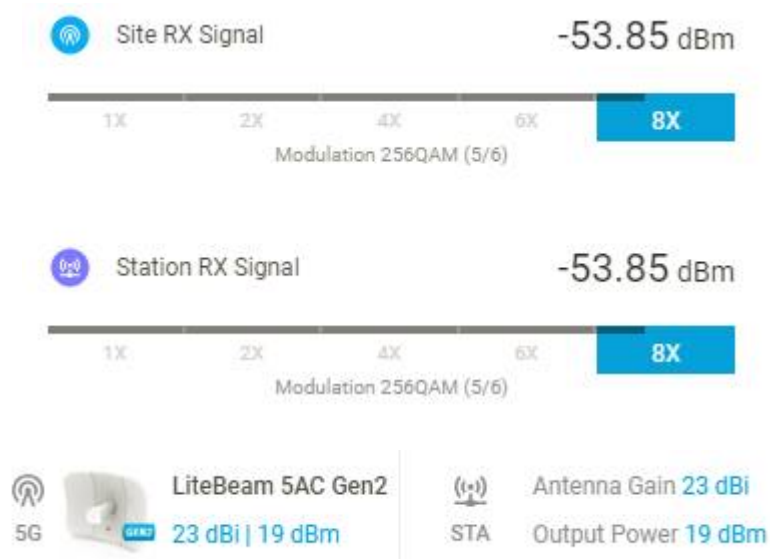 Site RX Signal -53.85 dBm
1X 2X 4X 6X 8X
Modulation 256QAM (5/6)
Station RX Signal -53.85 dBm
1X 2X 4X 6X 8X
Modulation 256QAM (5/6)
LiteBeam 5AC Gen2 Antenna Gain 23 dBi
5G GEN2 23 dBi | 19 dBm STA Output Power 19 dBm